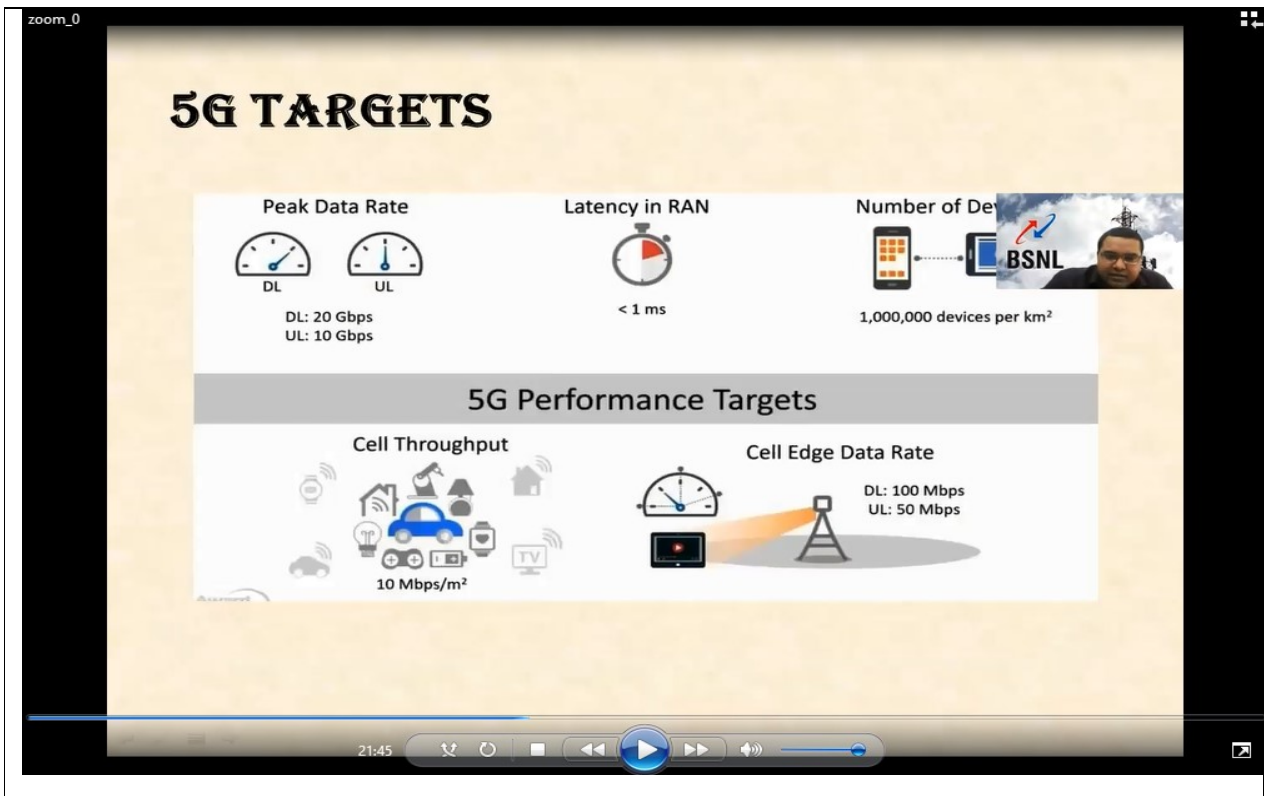 zoom_0
5G TARGETS
Peak Data Rate
DL
UL
DL: 20 Gbps
UL: 10 Gbps
Latency in RAN
< 1 ms
Number of
BSNL
1,000,000 devices per km²
5G Performance Targets
Cell Throughput
TV
10 Mbps/m²
Cell Edge Data Rate
DL: 100 Mbps
UL: 50 Mbps
21:45